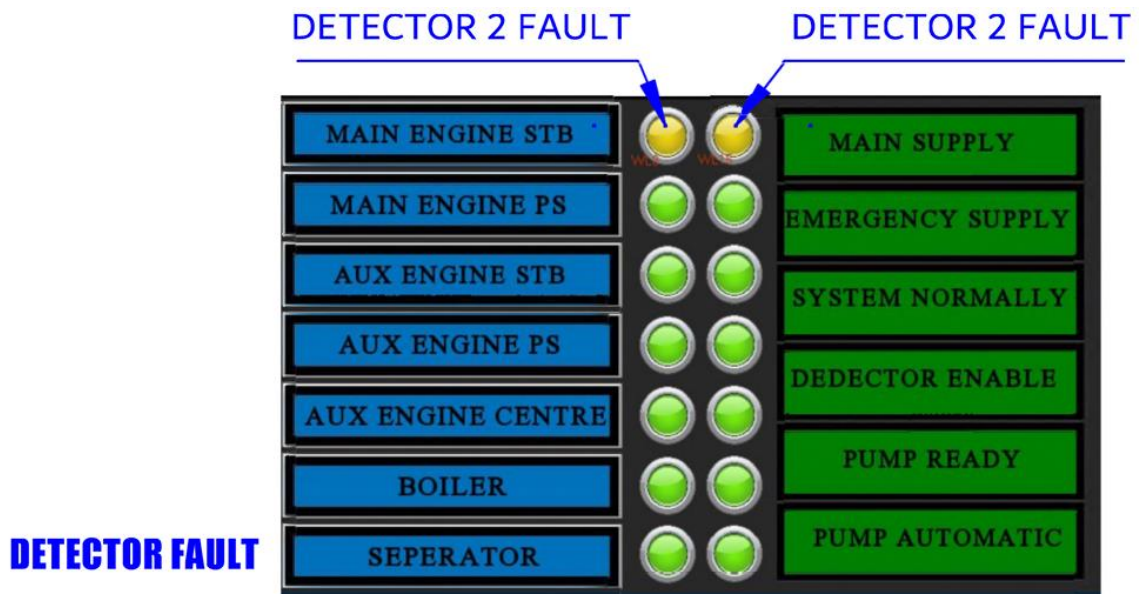 DETECTOR 2 FAULT
DETECTOR 2 FAULT
MAIN ENGINE STB
MAIN ENGINE PS
AUX ENGINE STB
AUX ENGINE PS
AUX ENGINE CENTRE
BOILER
SEPERATOR
MAIN SUPPLY
EMERGENCY SUPPLY
SYSTEM NORMALLY
DEDECTOR ENABLE
PUMP READY
PUMP AUTOMATIC
DETECTOR FAULT